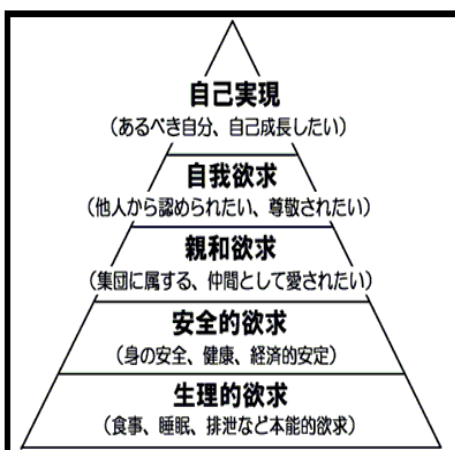 自己実現
（あるべき自分、自己成長したい）
自我欲求
（他人から認められたい、尊敬されたい）
親和欲求
（集団に属する、仲間として愛されたい）
安全的欲求
（身の安全、健康、経済的安定）
生理的欲求
（食事、睡眠、排泄など本能的欲求）